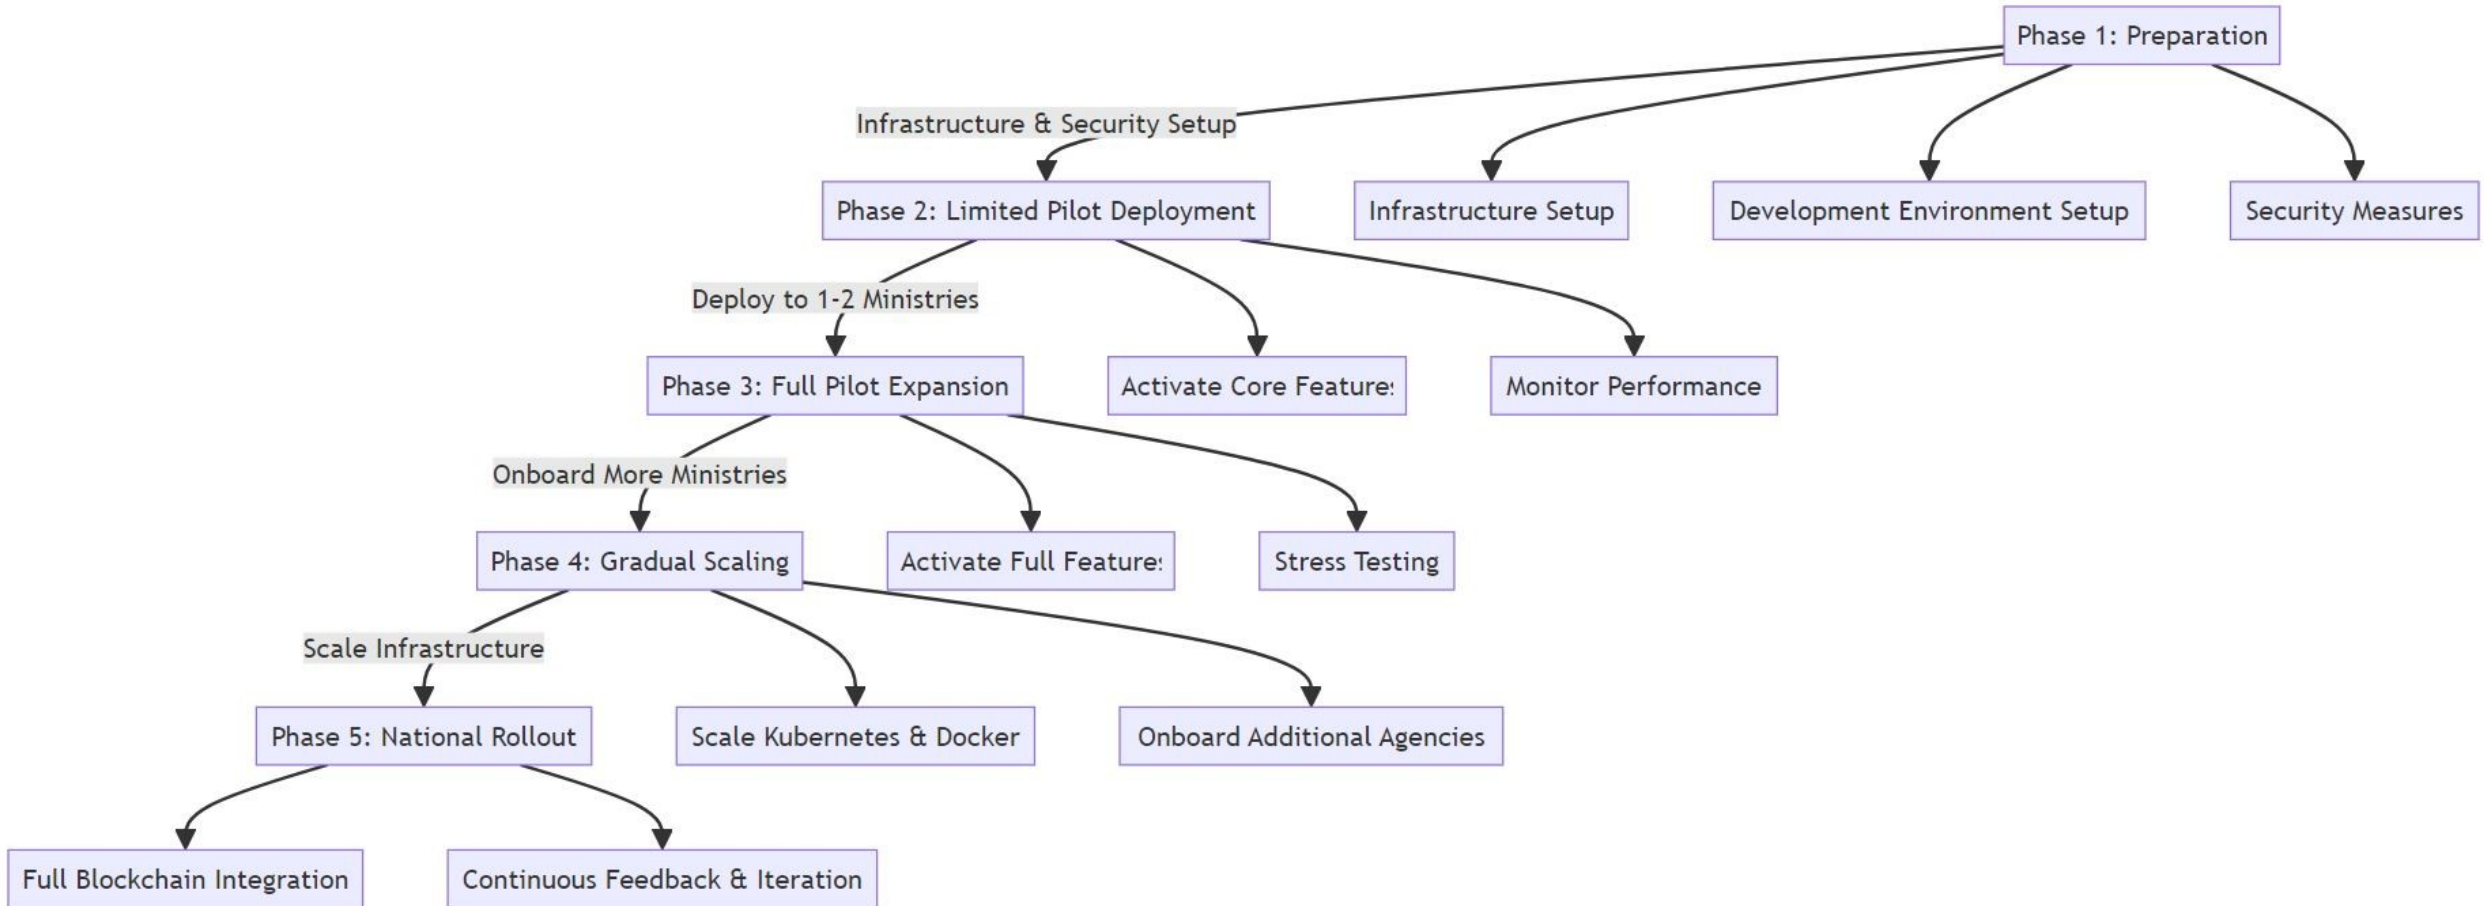 Phase 1: Preparation
Infrastructure & Security Setup
Phase 2: Limited Pilot Deployment
Infrastructure Setup
Development Environment Setup
Security Measures
Deploy to 1-2 Ministries
Phase 3: Full Pilot Expansion
Activate Core Features
Monitor Performance
Onboard More Ministries
Phase 4: Gradual Scaling
Activate Full Features
Stress Testing
Scale Infrastructure
Phase 5: National Rollout
Scale Kubernetes & Docker
Onboard Additional Agencies
Full Blockchain Integration
Continuous Feedback & Iteration